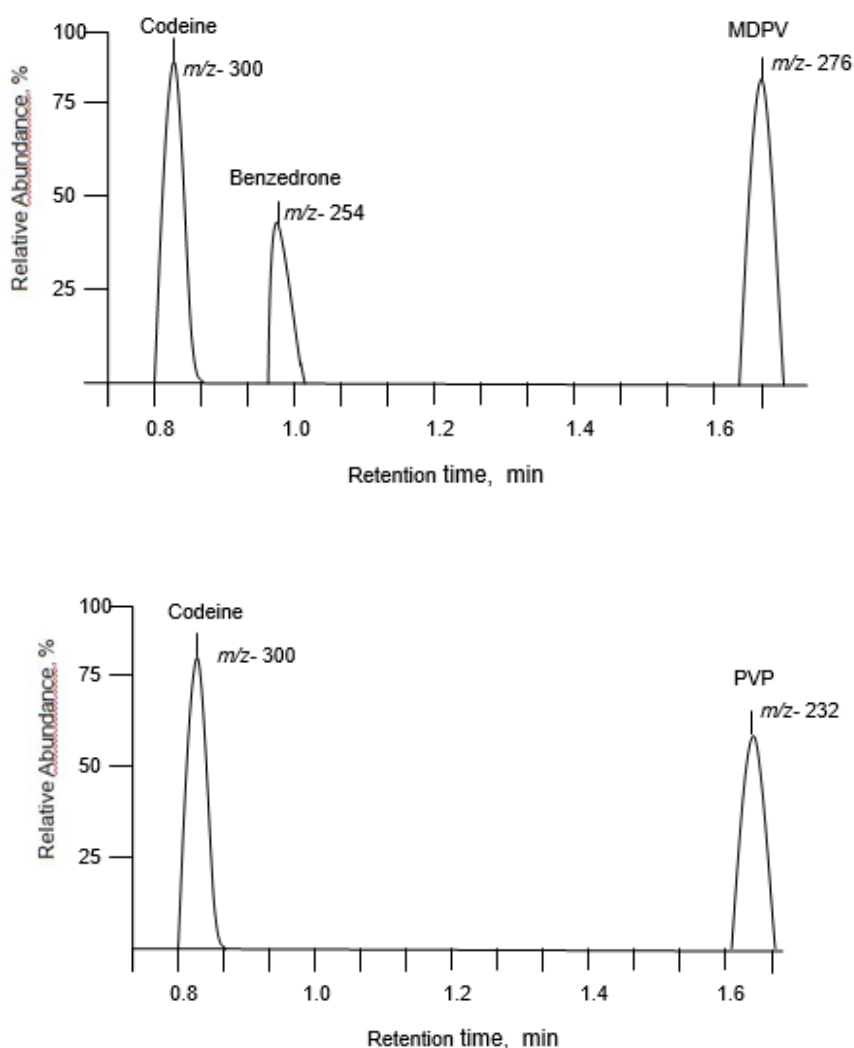 Codeine
MDPV
100
m/z- 300
m/z- 276
75
Benzedrone
50
m/z- 254
25
Relative Abundance, %
0.8 1.0 1.2 1.4 1.6
Retention time, min
100
Codeine
m/z- 300
75
PVP
m/z- 232
50
25
Relative Abundance, %
0.8 1.0 1.2 1.4 1.6
Retention time, min